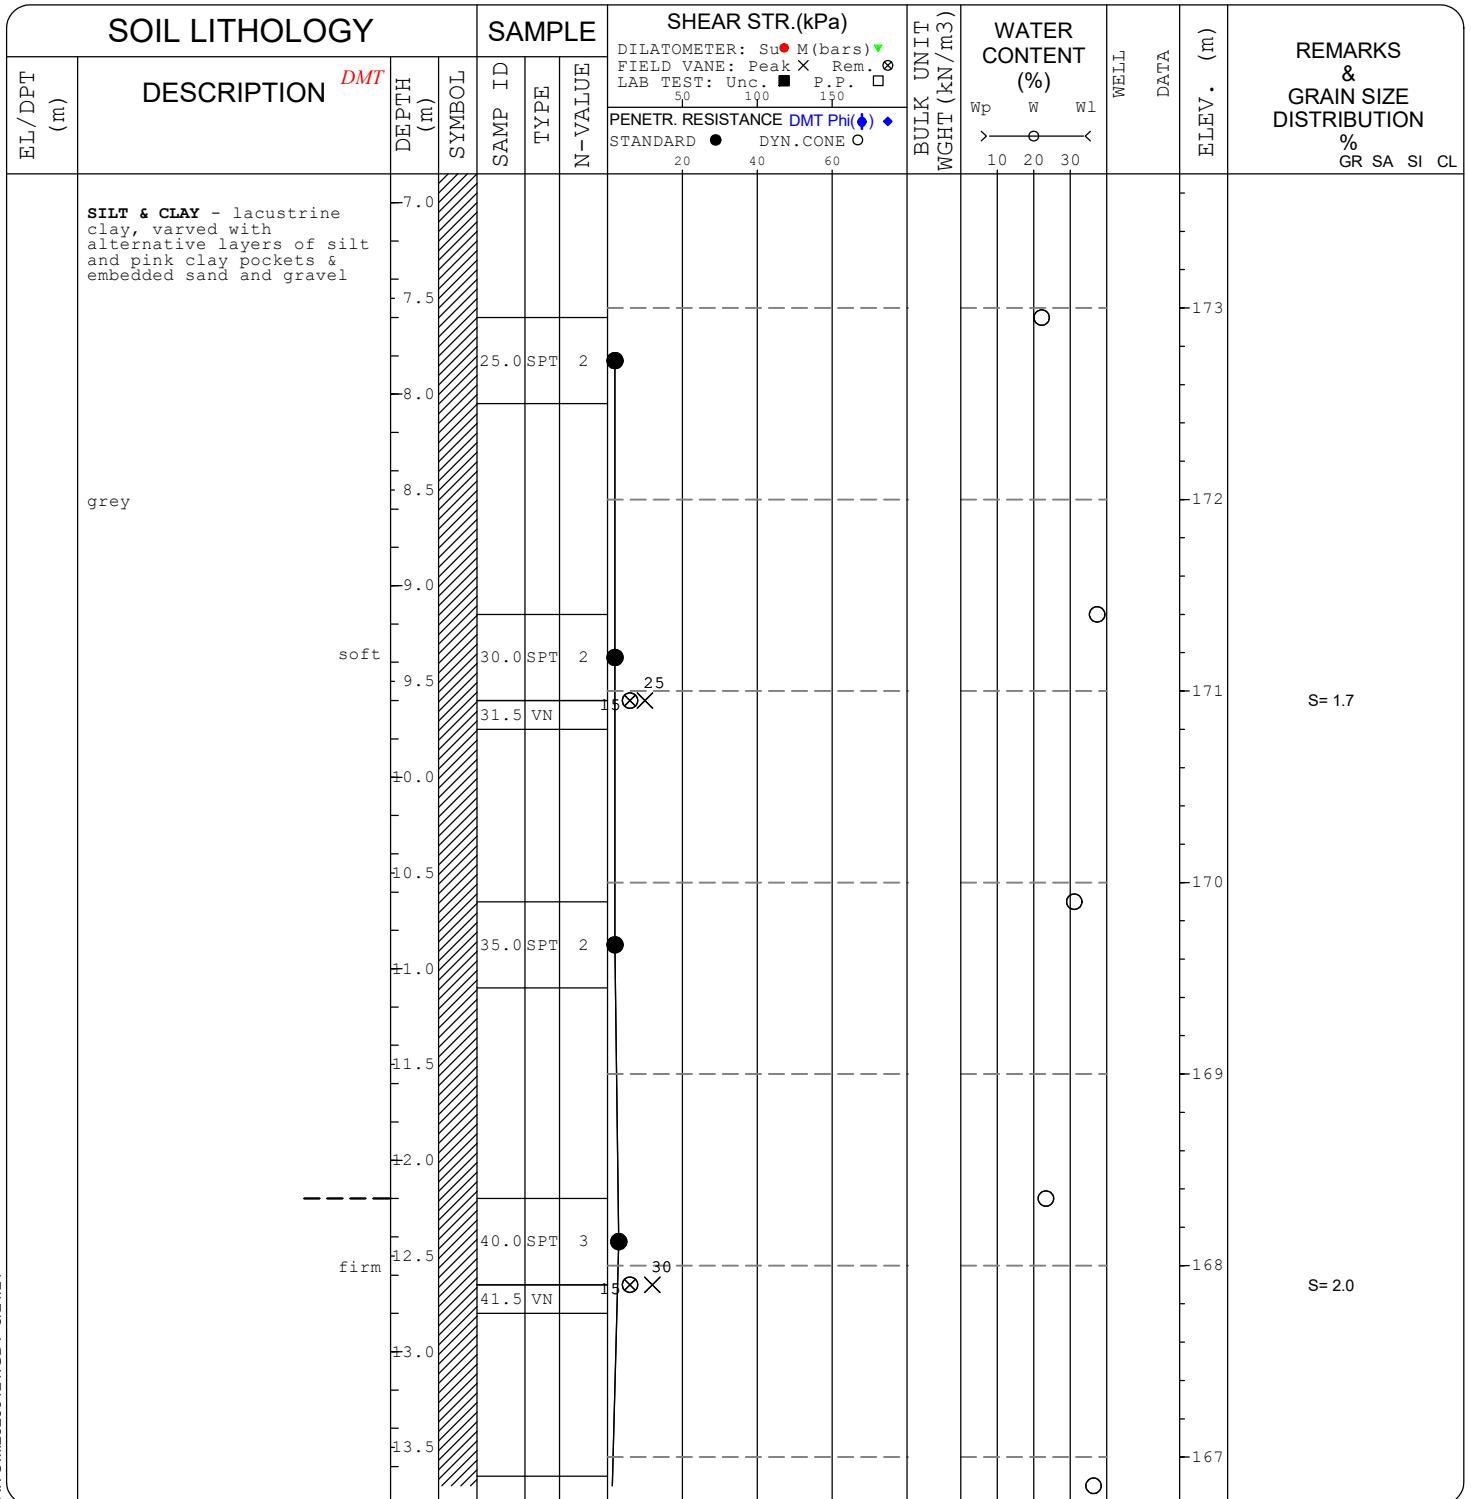 SOIL LITHOLOGY
SAMPLE
SHEAR STR.(kPa)
DILATOMETER: Su M(bars)
FIELD VANE: Peak Rem.
LAB TEST: Unc. P.P.
50 100 150
PENETR. RESISTANCE DMT Phi(ϕ)
STANDARD DYN.CONE
20 40 60
BULK UNIT
WGHT(kN/m3)
WATER
CONTENT
(%)
Wp W Wl
10 20 30
WELL
DATA
ELEV. (m)
REMARKS
&
GRAIN SIZE
DISTRIBUTION
%
GR SA SI CL
EL/DPT
(m)
DESCRIPTION
DMT
DEPTH
(m)
SYMBOL
SAMP ID
TYPE
N-VALUE
SILT & CLAY - lacustrine
clay, varved with
alternative layers of silt
and pink clay pockets &
embedded sand and gravel
7.0
7.5
173
25.0 SPT 2
8.0
grey
8.5
172
9.0
soft
30.0 SPT 2
9.5
25
171
15
31.5 VN
S= 1.7
10.0
10.5
170
35.0 SPT 2
11.0
11.5
169
12.0
40.0 SPT 3
12.5
firm
30
168
15
41.5 VN
S= 2.0
13.0
13.5
167